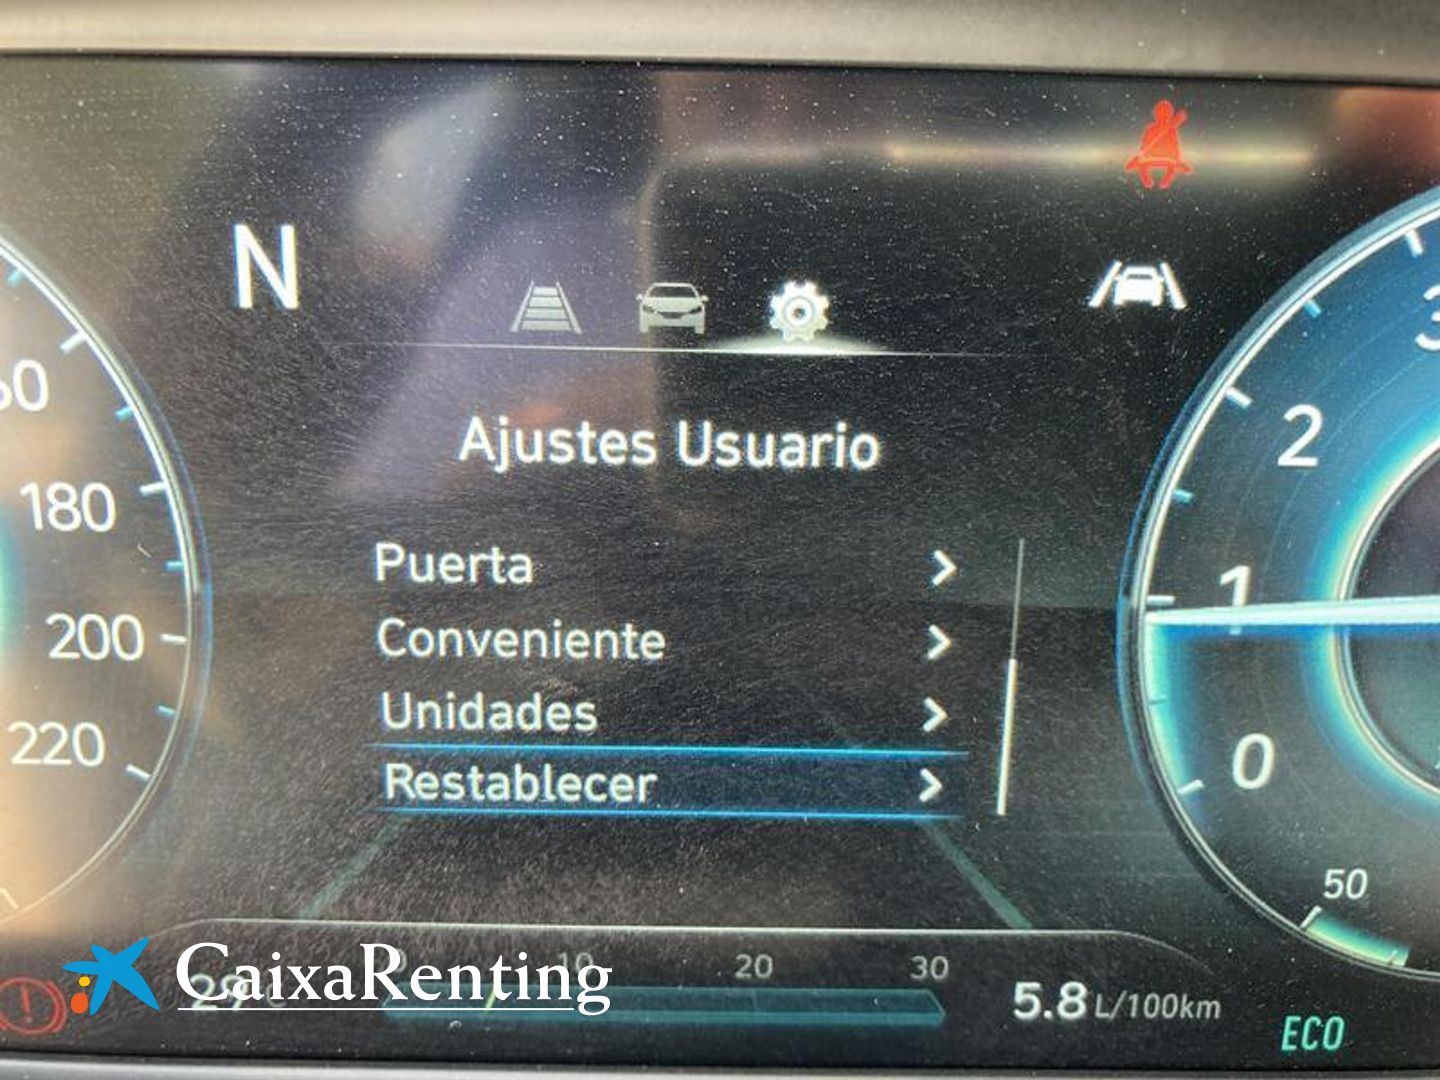 N
Ajustes Usuario
180
2
Puerta
1
Conveniente
200
Unidades
220
0
Restablecer
50
CaixaRenting
10
20
30
5.8 L/100km
ECO